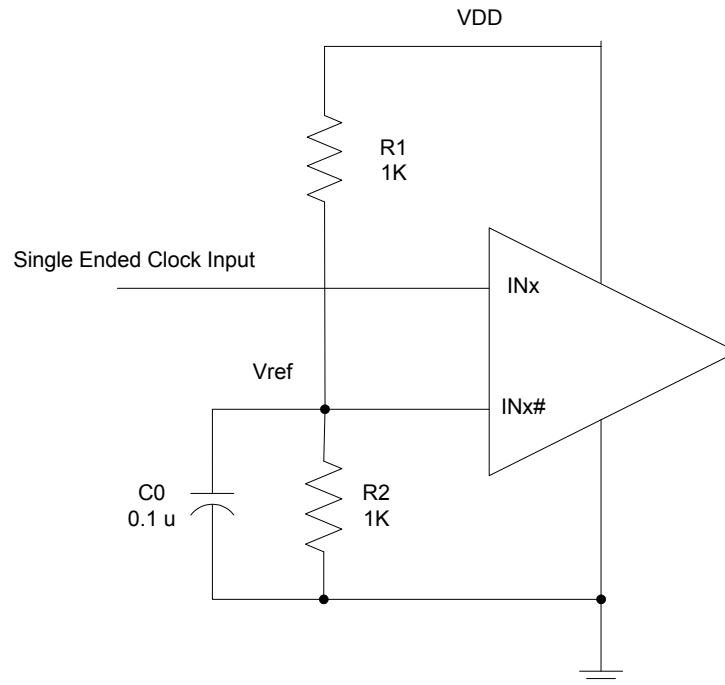 VDD
R1
1K
Single Ended Clock Input
INx
Vref
INx#
C0
0.1 u
R2
1K